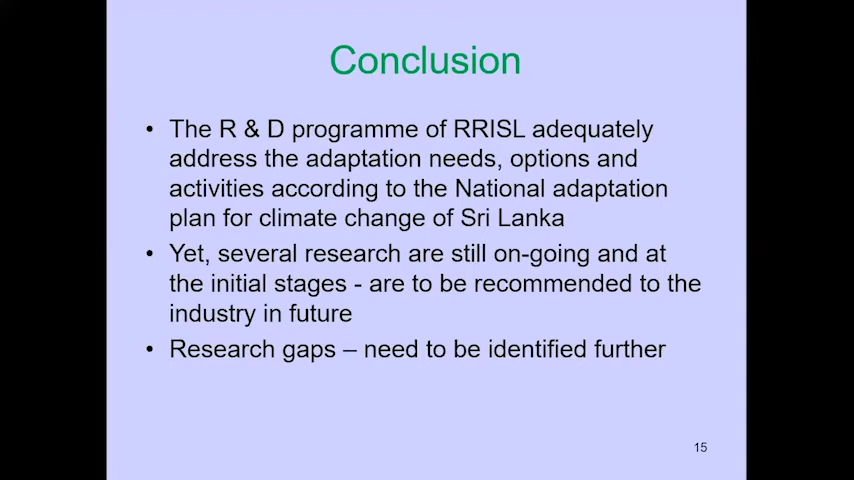 Conclusion
• The R & D programme of RRISL adequately
address the adaptation needs, options and
activities according to the National adaptation
plan for climate change of Sri Lanka
• Yet, several research are still on-going and at
the initial stages - are to be recommended to the
industry in future
• Research gaps – need to be identified further
15